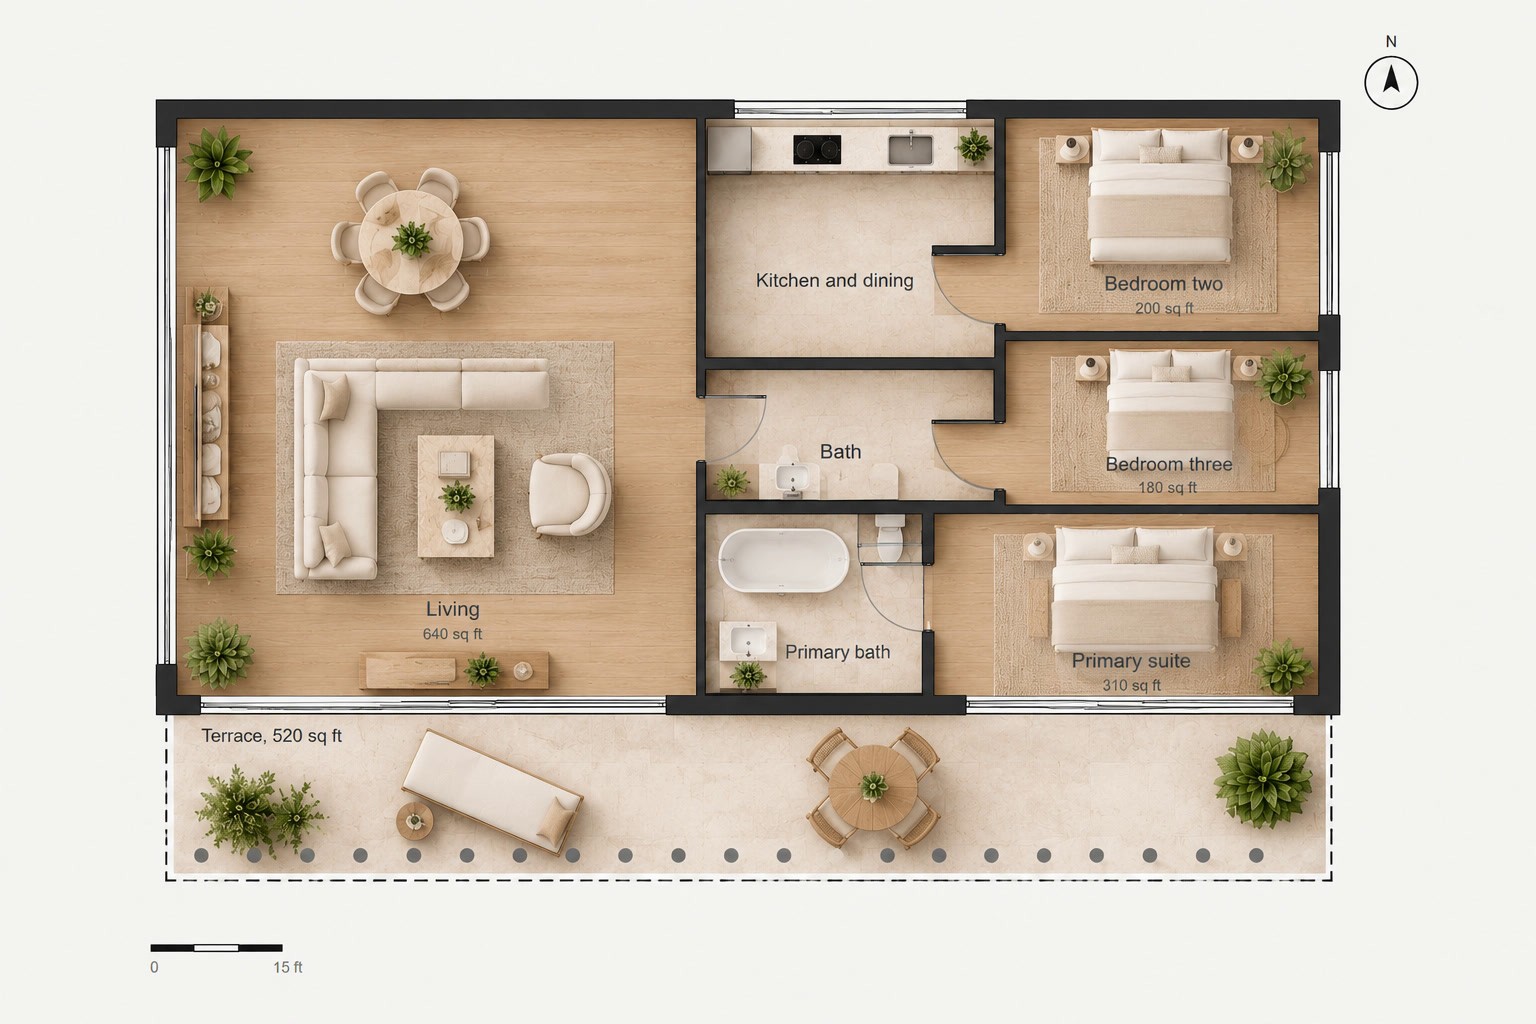 N
Kitchen and dining
Bedroom two
200 sq ft
Bath
Bedroom three
180 sq ft
Living
640 sq ft
Primary bath
Primary suite
310 sq ft
Terrace, 520 sq ft
0
15 ft